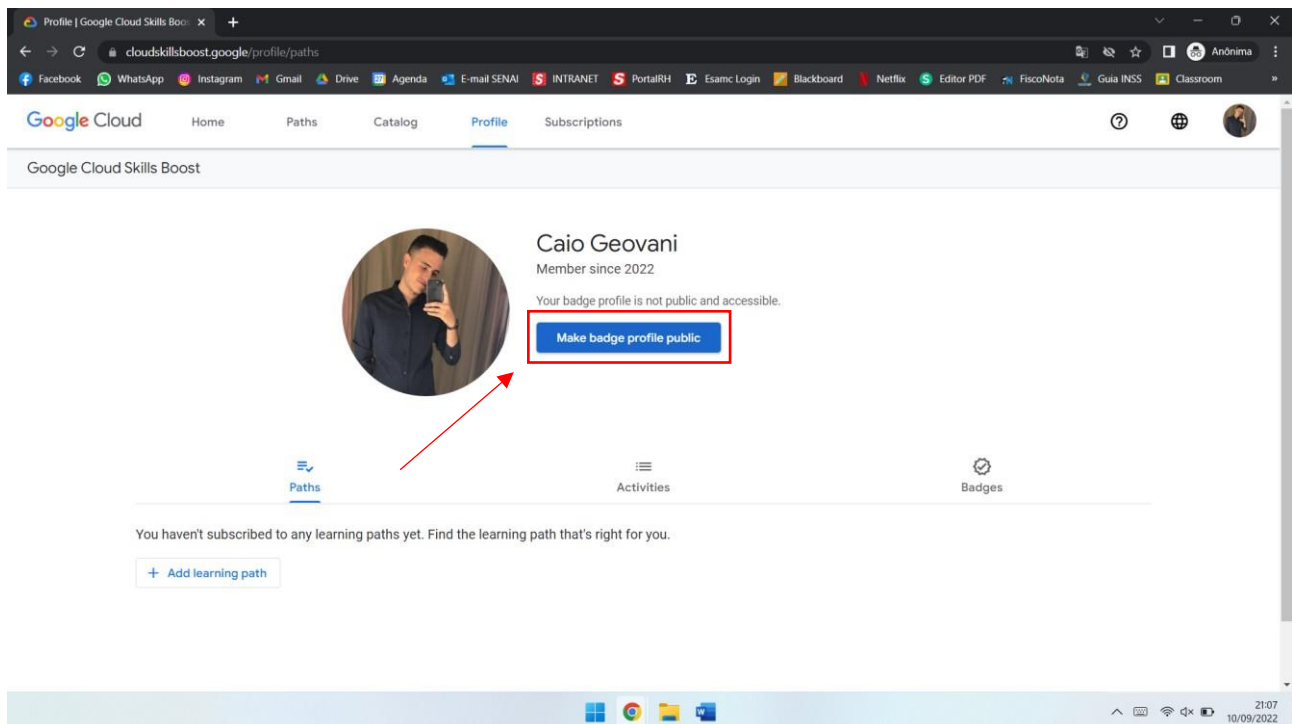 Profile | Google Cloud Skills Boo
cloudskillsboost.google/profile/paths
Anônima
Facebook WhatsApp Instagram Gmail Drive Agenda E-mail SENAI INTRANET PortalRH Esamc Login Blackboard Netflix Editor PDF FiscoNota Guia INSS Classroom »
Google Cloud Home Paths Catalog Profile Subscriptions
Google Cloud Skills Boost
Caio Geovani
Member since 2022
Your badge profile is not public and accessible.
Make badge profile public
Paths Activities Badges
You haven't subscribed to any learning paths yet. Find the learning path that's right for you.
+ Add learning path
21:07
10/09/2022